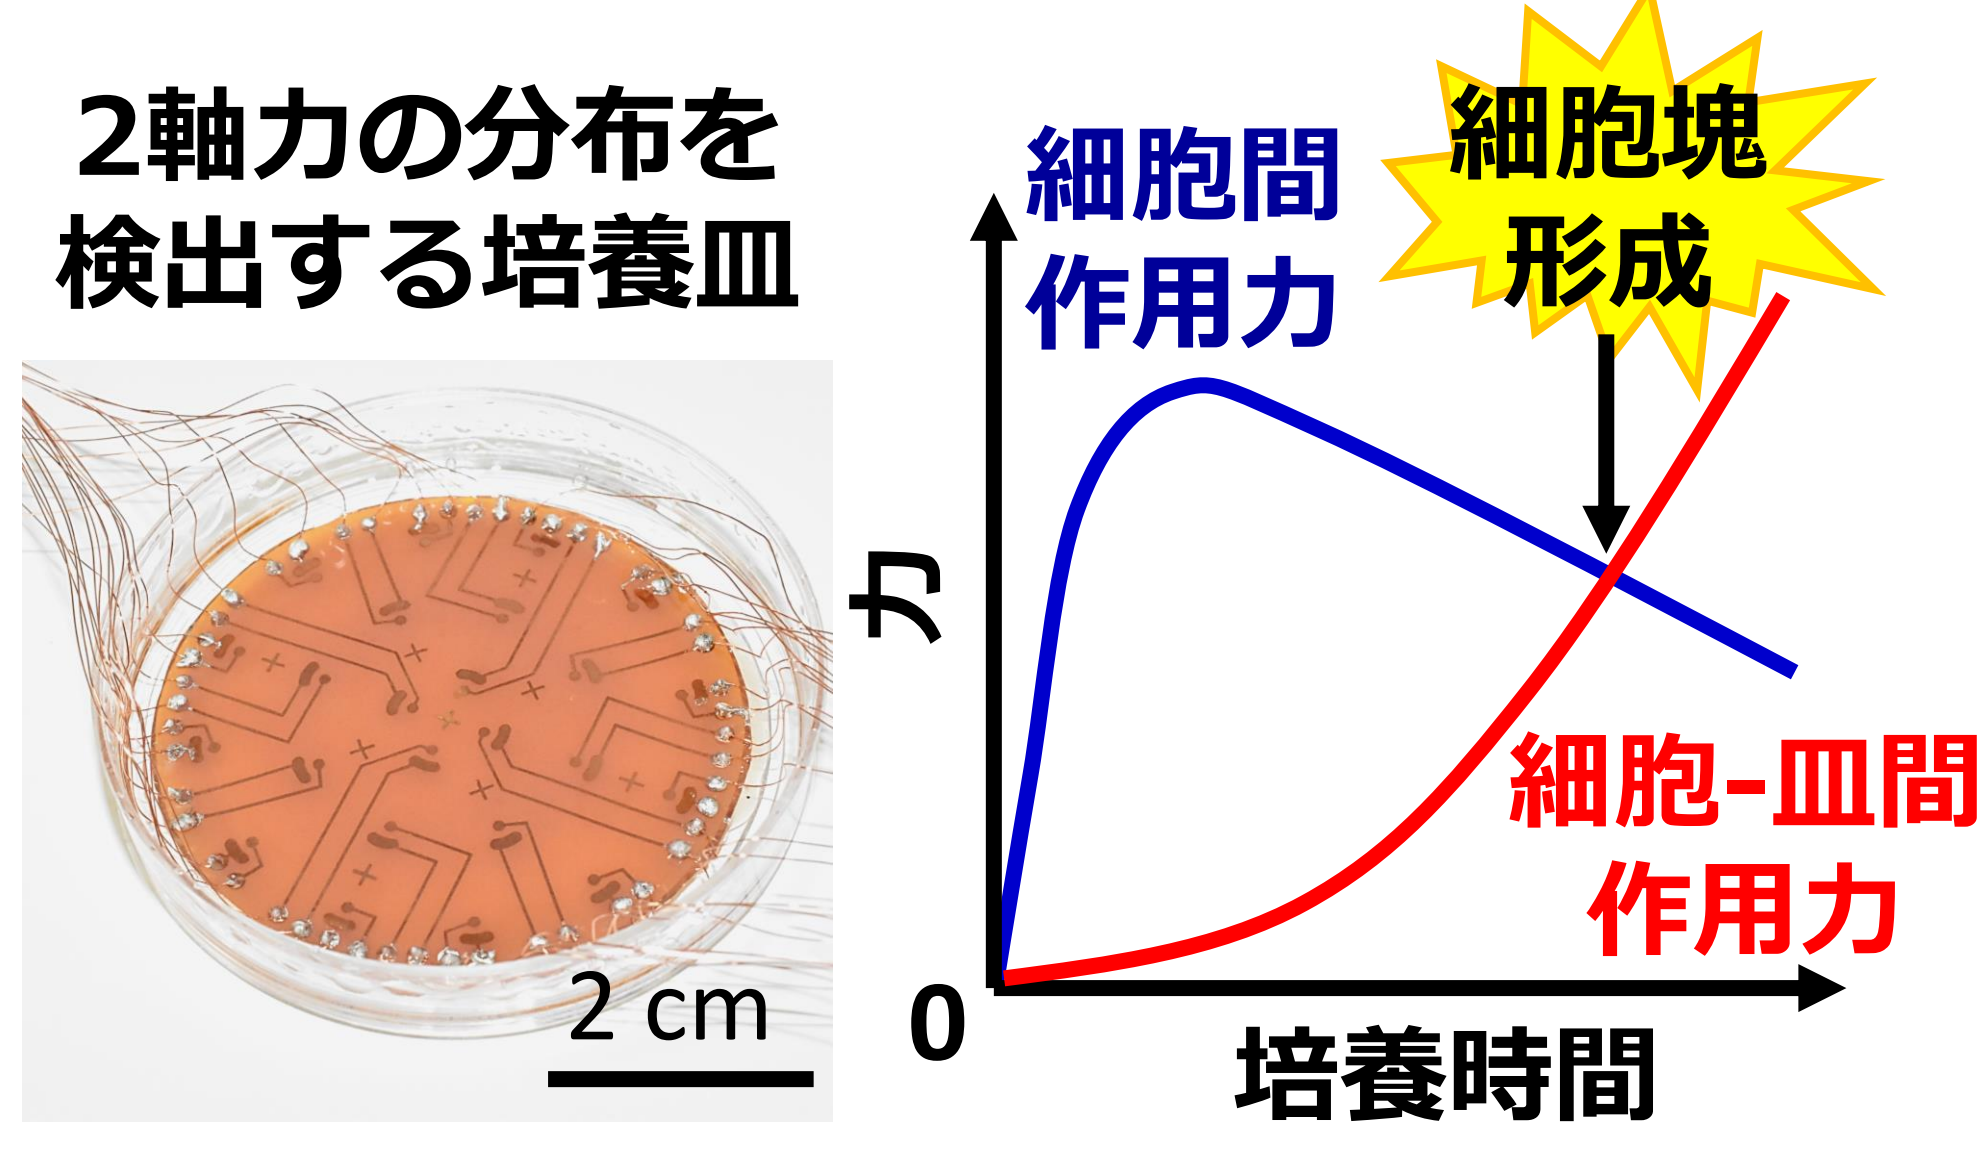 2軸力の分布を
検出する培養皿
2 cm
細胞間
作用力
細胞塊
形成
力
細胞-皿間
作用力
0
培養時間